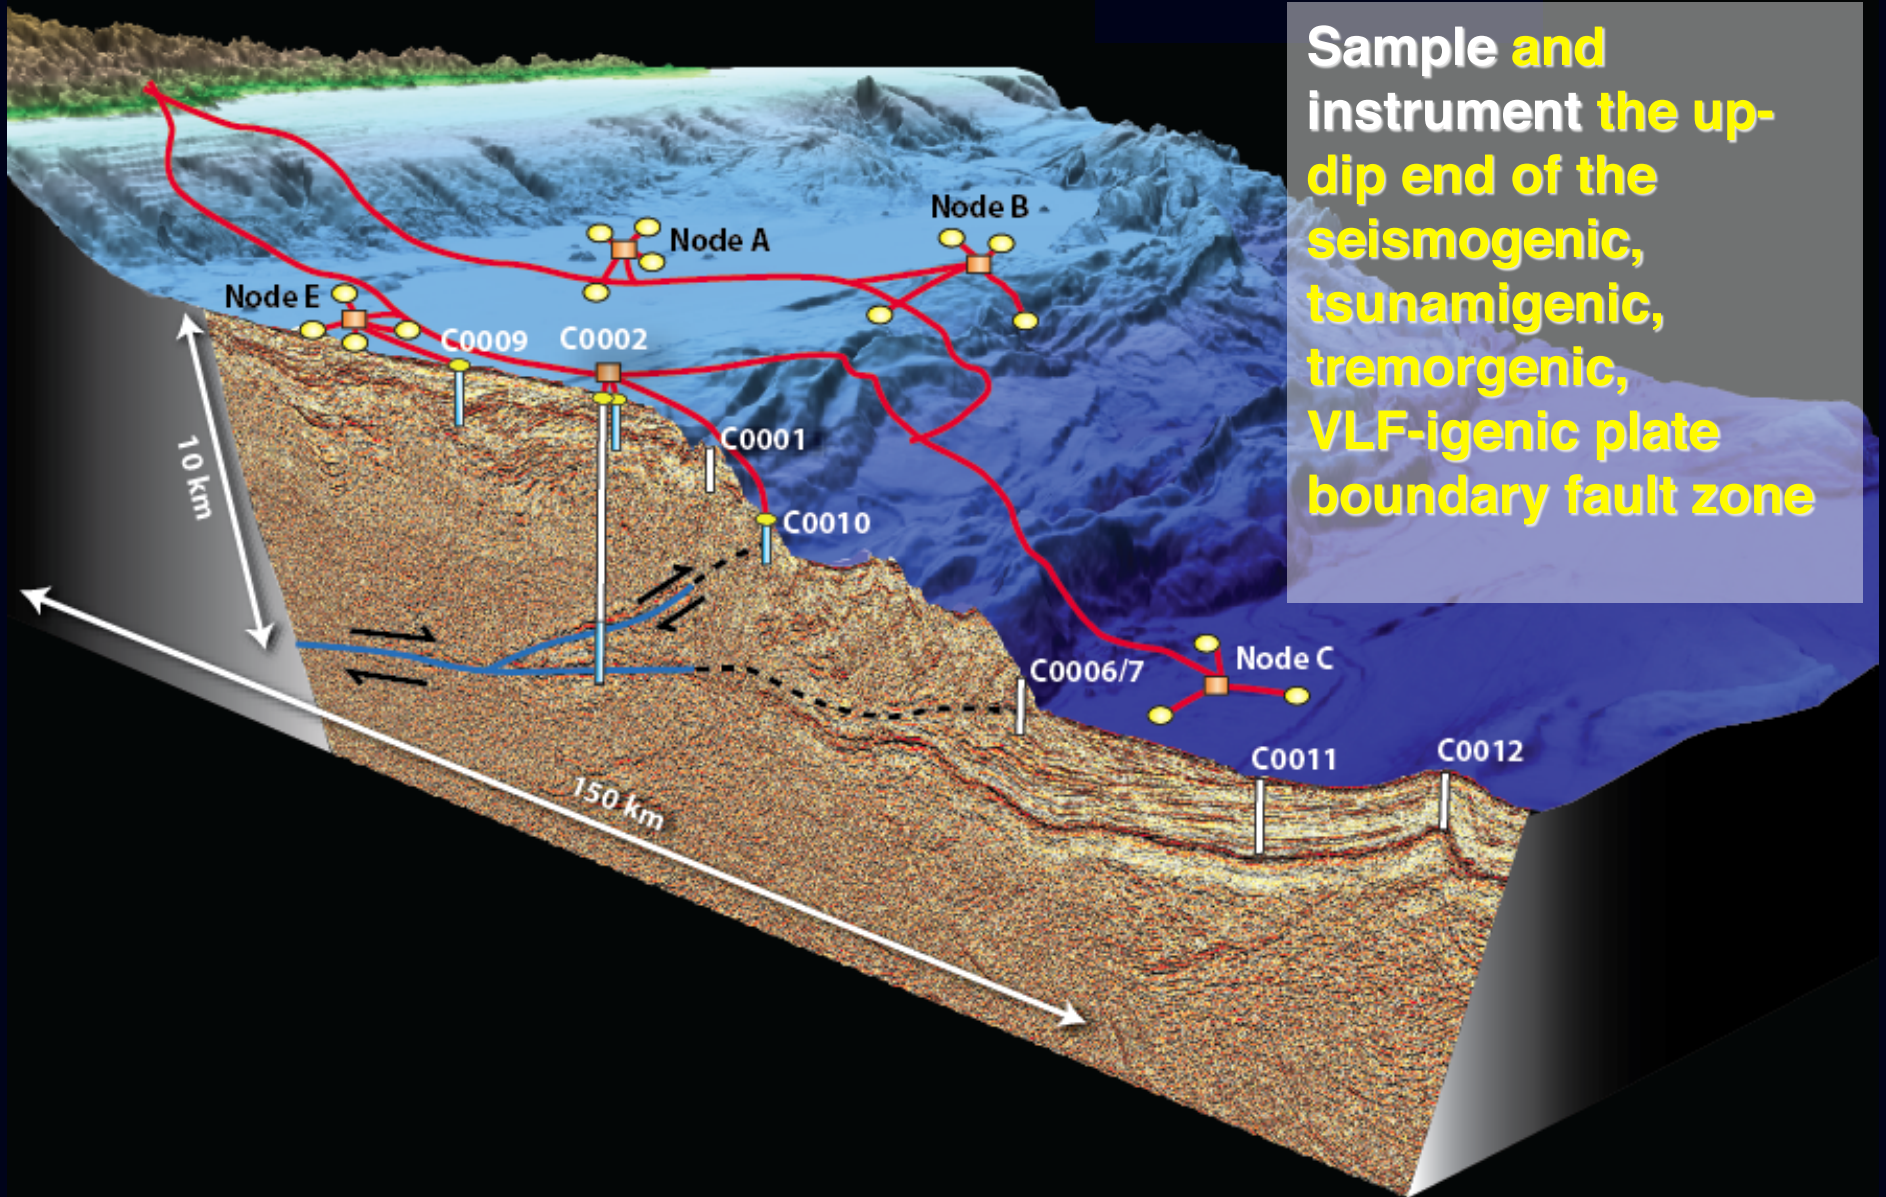 Sample and
instrument the up-
dip end of the
seismogenic,
tsunamigenic,
tremorgenic,
VLF-igenic plate
boundary fault zone
Node B
Node A
Node E
C0009
C0002
C0001
10 km
C0010
Node C
C0006/7
C0011
C0012
150 km